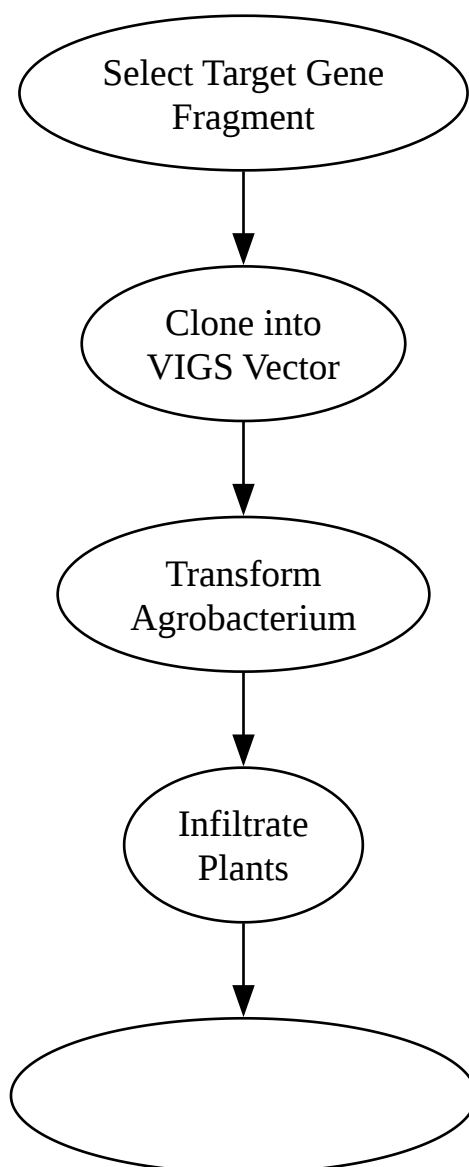 Select Target Gene
Fragment
Clone into
VIGS Vector
Transform
Agrobacterium
Infiltrate
Plants